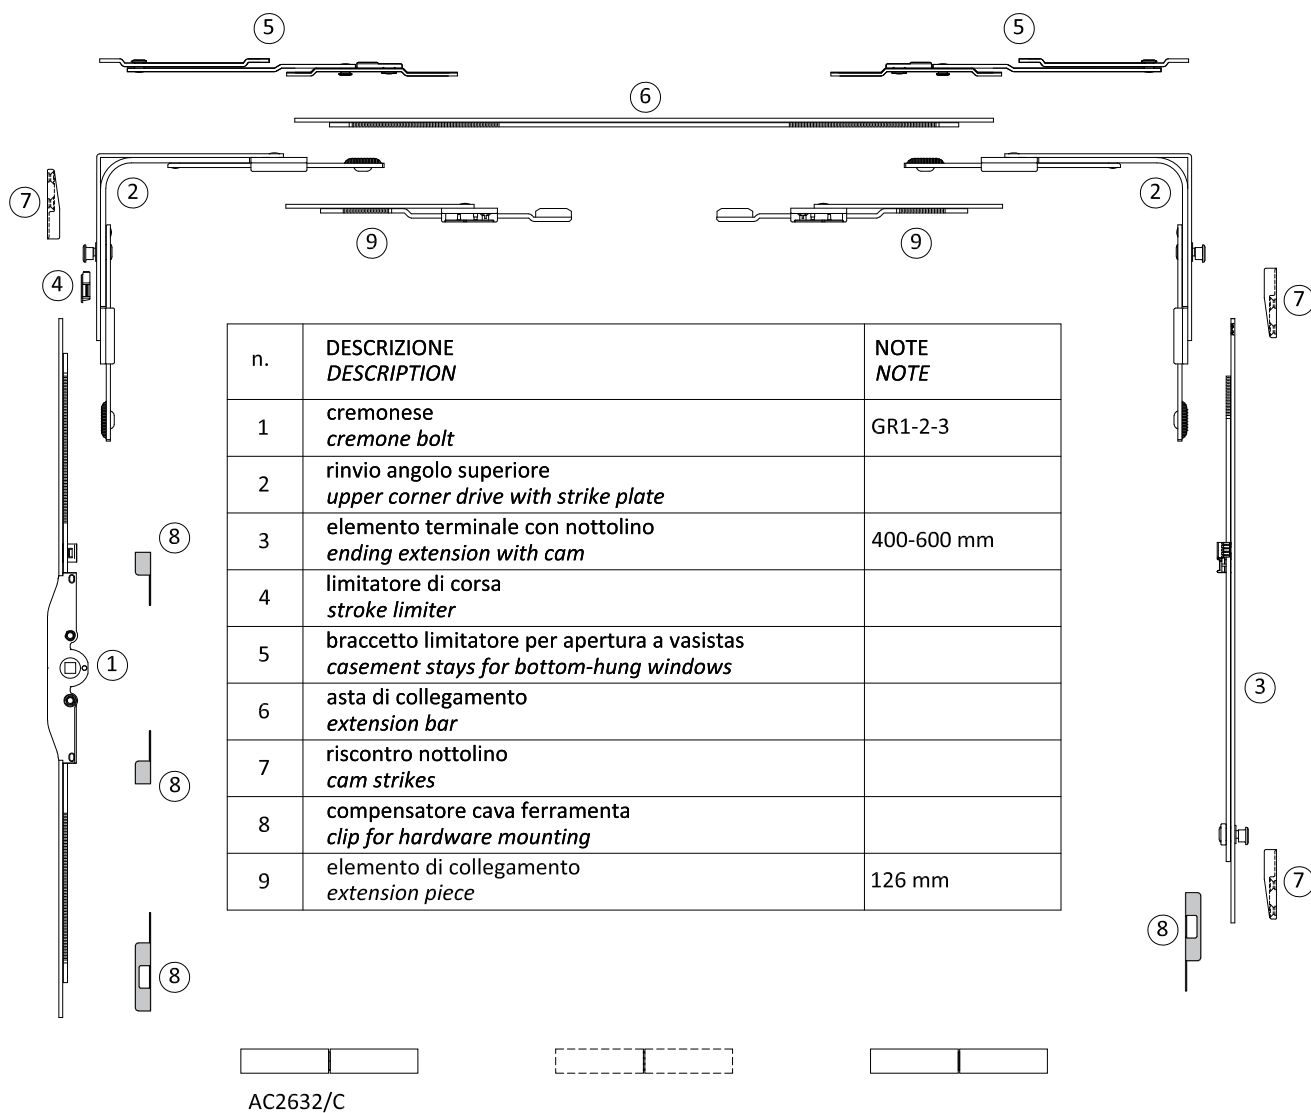 5
5
6
2
2
7
9
9
4
7
n.
DESCRIZIONE
DESCRIPTION
NOTE
NOTE
1
cremonese
cremone bolt
GR1-2-3
2
rinvio angolo superiore
upper corner drive with strike plate
3
elemento terminale con nottolino
ending extension with cam
400-600 mm
4
limitatore di corsa
stroke limiter
5
braccetto limitatore per apertura a vasistas
casement stays for bottom-hung windows
6
asta di collegamento
extension bar
7
riscontro nottolino
cam strikes
8
compensatore cava ferramenta
clip for hardware mounting
9
elemento di collegamento
extension piece
126 mm
8
1
3
8
7
8
8
AC2632/C